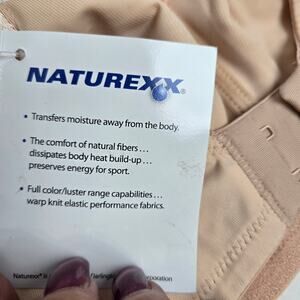 NATUREXX®
• Transfers moisture away from the body.
• The comfort of natural fibers...
dissipates body heat build-up...
preserves energy for sport.
• Full color/luster range capabilities...
warp knit elastic performance fabrics.
Naturexx®